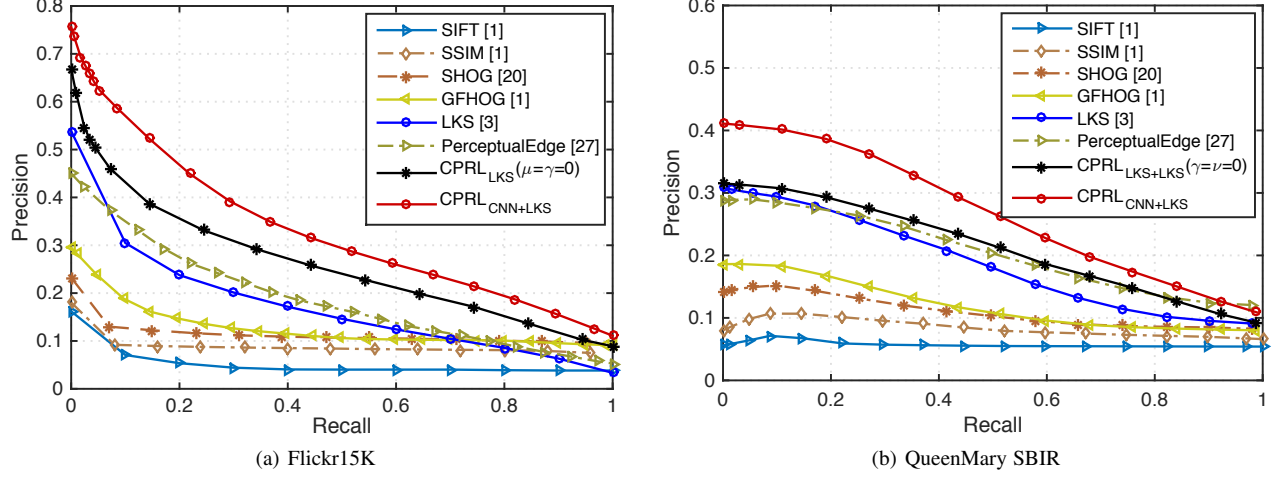 0.8
0.7
0.6
0.5
0.4
0.3
0.2
0.1
0
Precision
0 0.2 0.4 0.6 0.8 1
Recall
SIFT [1]
SSIM [1]
SHOG [20]
GFHOG [1]
LKS [3]
PerceptualEdge [27]
CPRL_LKS(μ=γ=0)
CPRL_CNN+LKS
(a) Flickr15K
0.6
0.5
0.4
0.3
0.2
0.1
0
Precision
0 0.2 0.4 0.6 0.8 1
Recall
SIFT [1]
SSIM [1]
SHOG [20]
GFHOG [1]
LKS [3]
PerceptualEdge [27]
CPRL_LKS+LKS(γ=ν=0)
CPRL_CNN+LKS
(b) QueenMary SBIR